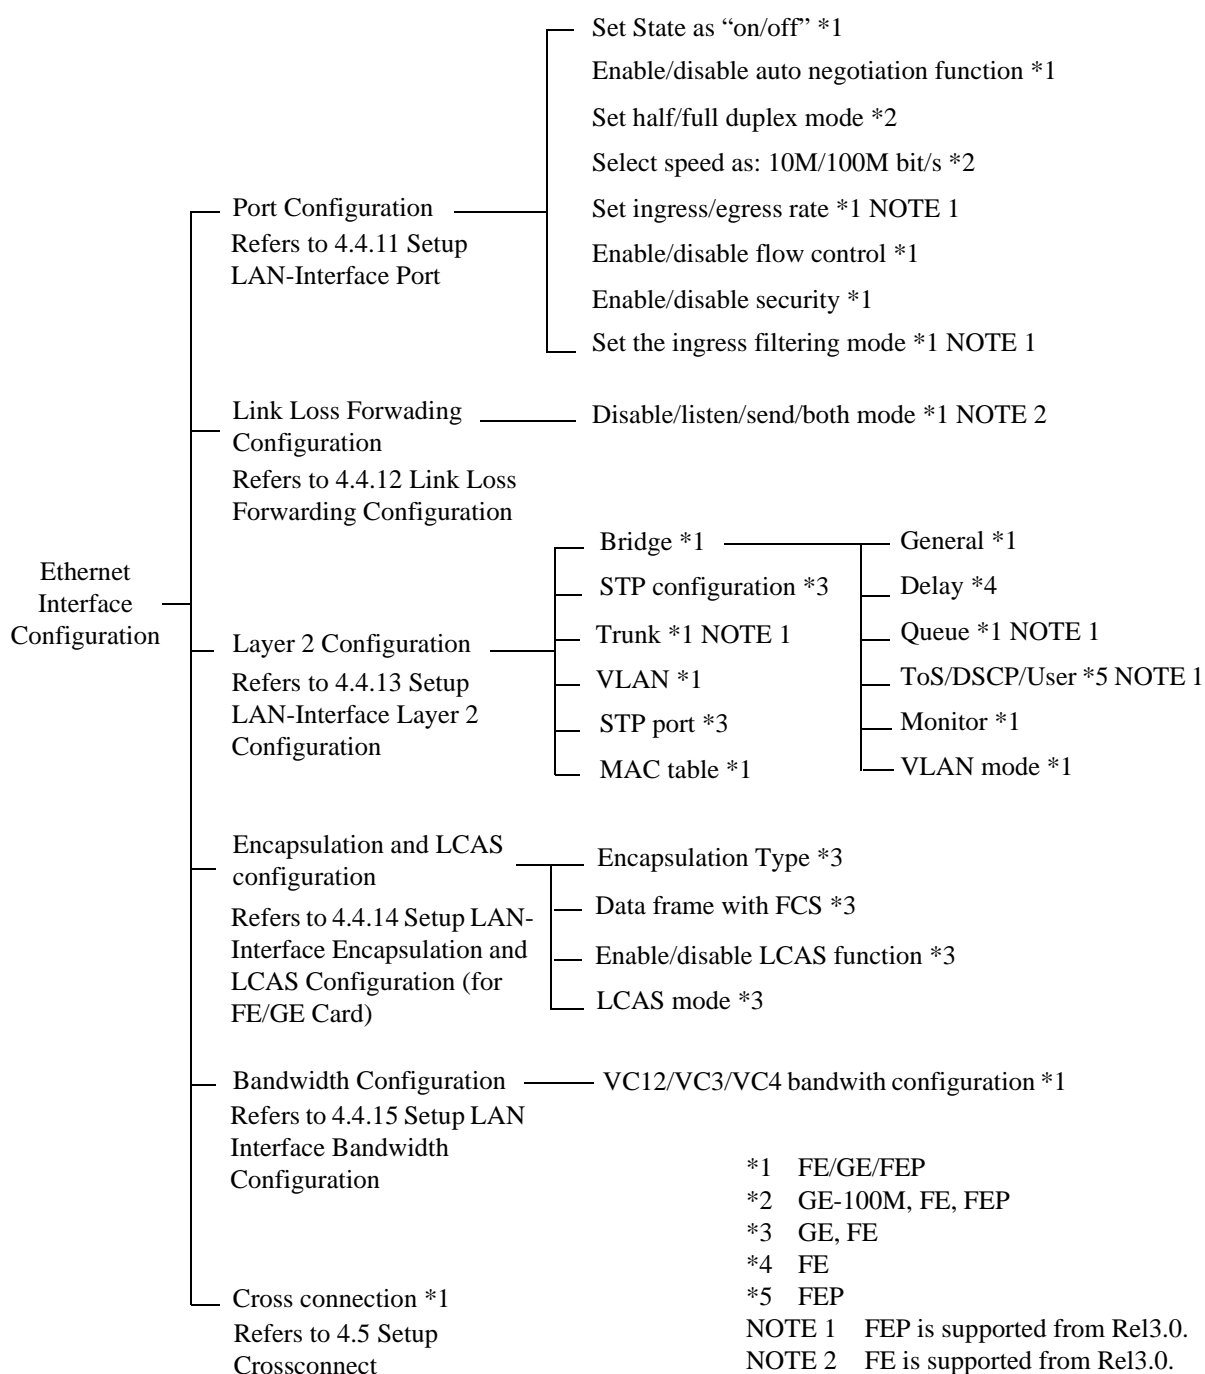 Set State as “on/off” *1
Enable/disable auto negotiation function *1
Set half/full duplex mode *2
Select speed as: 10M/100M bit/s *2
Port Configuration
Set ingress/egress rate *1 NOTE 1
Refers to 4.4.11 Setup
LAN-Interface Port
Enable/disable flow control *1
Enable/disable security *1
Set the ingress filtering mode *1 NOTE 1
Link Loss Forwading
Configuration
Disable/listen/send/both mode *1 NOTE 2
Refers to 4.4.12 Link Loss
Forwarding Configuration
Ethernet
Interface
Configuration
Layer 2 Configuration
Refers to 4.4.13 Setup
LAN-Interface Layer 2
Configuration
Bridge *1
STP configuration *3
Trunk *1 NOTE 1
VLAN *1
STP port *3
MAC table *1
General *1
Delay *4
Queue *1 NOTE 1
ToS/DSCP/User *5 NOTE 1
Monitor *1
VLAN mode *1
Encapsulation and LCAS
configuration
Refers to 4.4.14 Setup LAN-
Interface Encapsulation and
LCAS Configuration (for
FE/GE Card)
Encapsulation Type *3
Data frame with FCS *3
Enable/disable LCAS function *3
LCAS mode *3
Bandwidth Configuration
VC12/VC3/VC4 bandwith configuration *1
Refers to 4.4.15 Setup LAN
Interface Bandwidth
Configuration
Cross connection *1
Refers to 4.5 Setup
Crossconnect
*1 FE/GE/FEP
*2 GE-100M, FE, FEP
*3 GE, FE
*4 FE
*5 FEP
NOTE 1 FEP is supported from Rel3.0.
NOTE 2 FE is supported from Rel3.0.